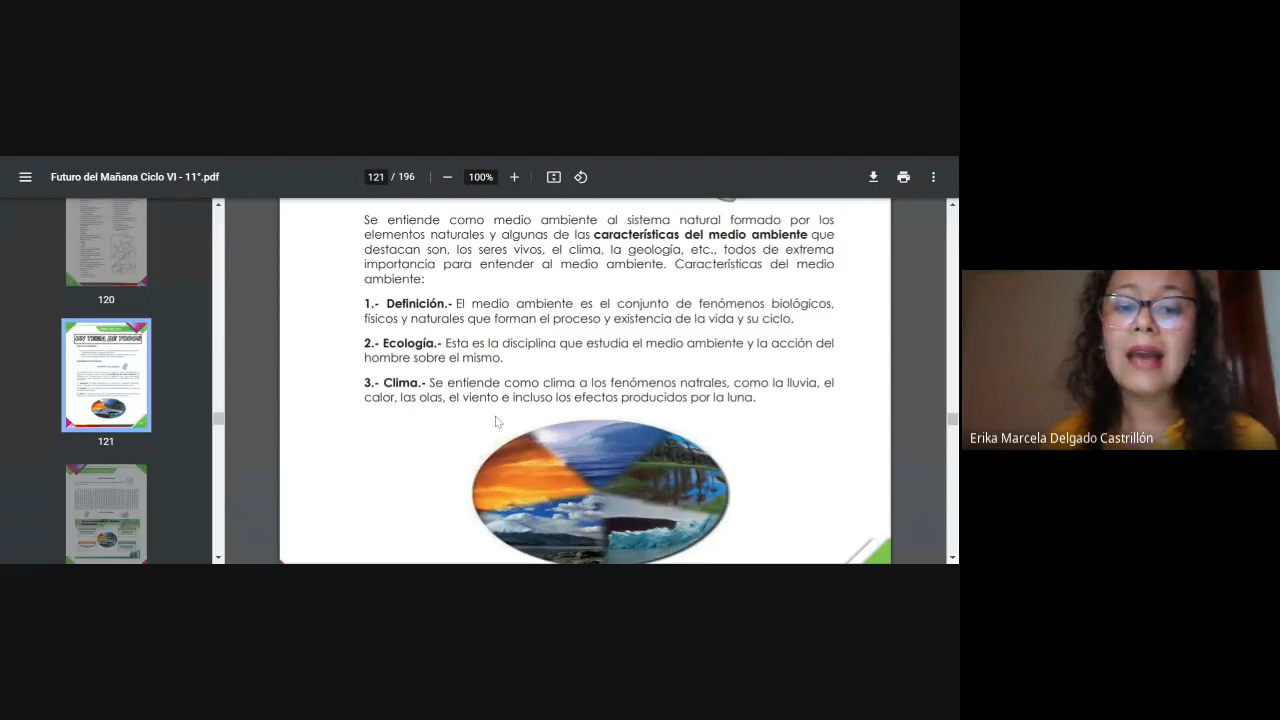 Futuro del Mañana Ciclo VI - 11°.pdf
121 / 196
100%
120
121
Se entiende como medio ambiente al sistema natural formado por los
elementos naturales y algunas de las características del medio ambiente que
destacan son, los seres vivos, el clima, la geología, etc., todos de extrema
importancia para entender al medio ambiente. Características del medio
ambiente:
1.- Definición.- El medio ambiente es el conjunto de fenómenos biológicos,
físicos y naturales que forman el proceso y existencia de la vida y su ciclo.
2.- Ecología.- Esta es la disciplina que estudia el medio ambiente y la acción del
hombre sobre el mismo.
3.- Clima.- Se entiende como clima a los fenómenos natrales, como la lluvia, el
calor, las olas, el viento e incluso los efectos producidos por la luna.
UN TEMA DE TODOS
Erika Marcela Delgado Castrillón